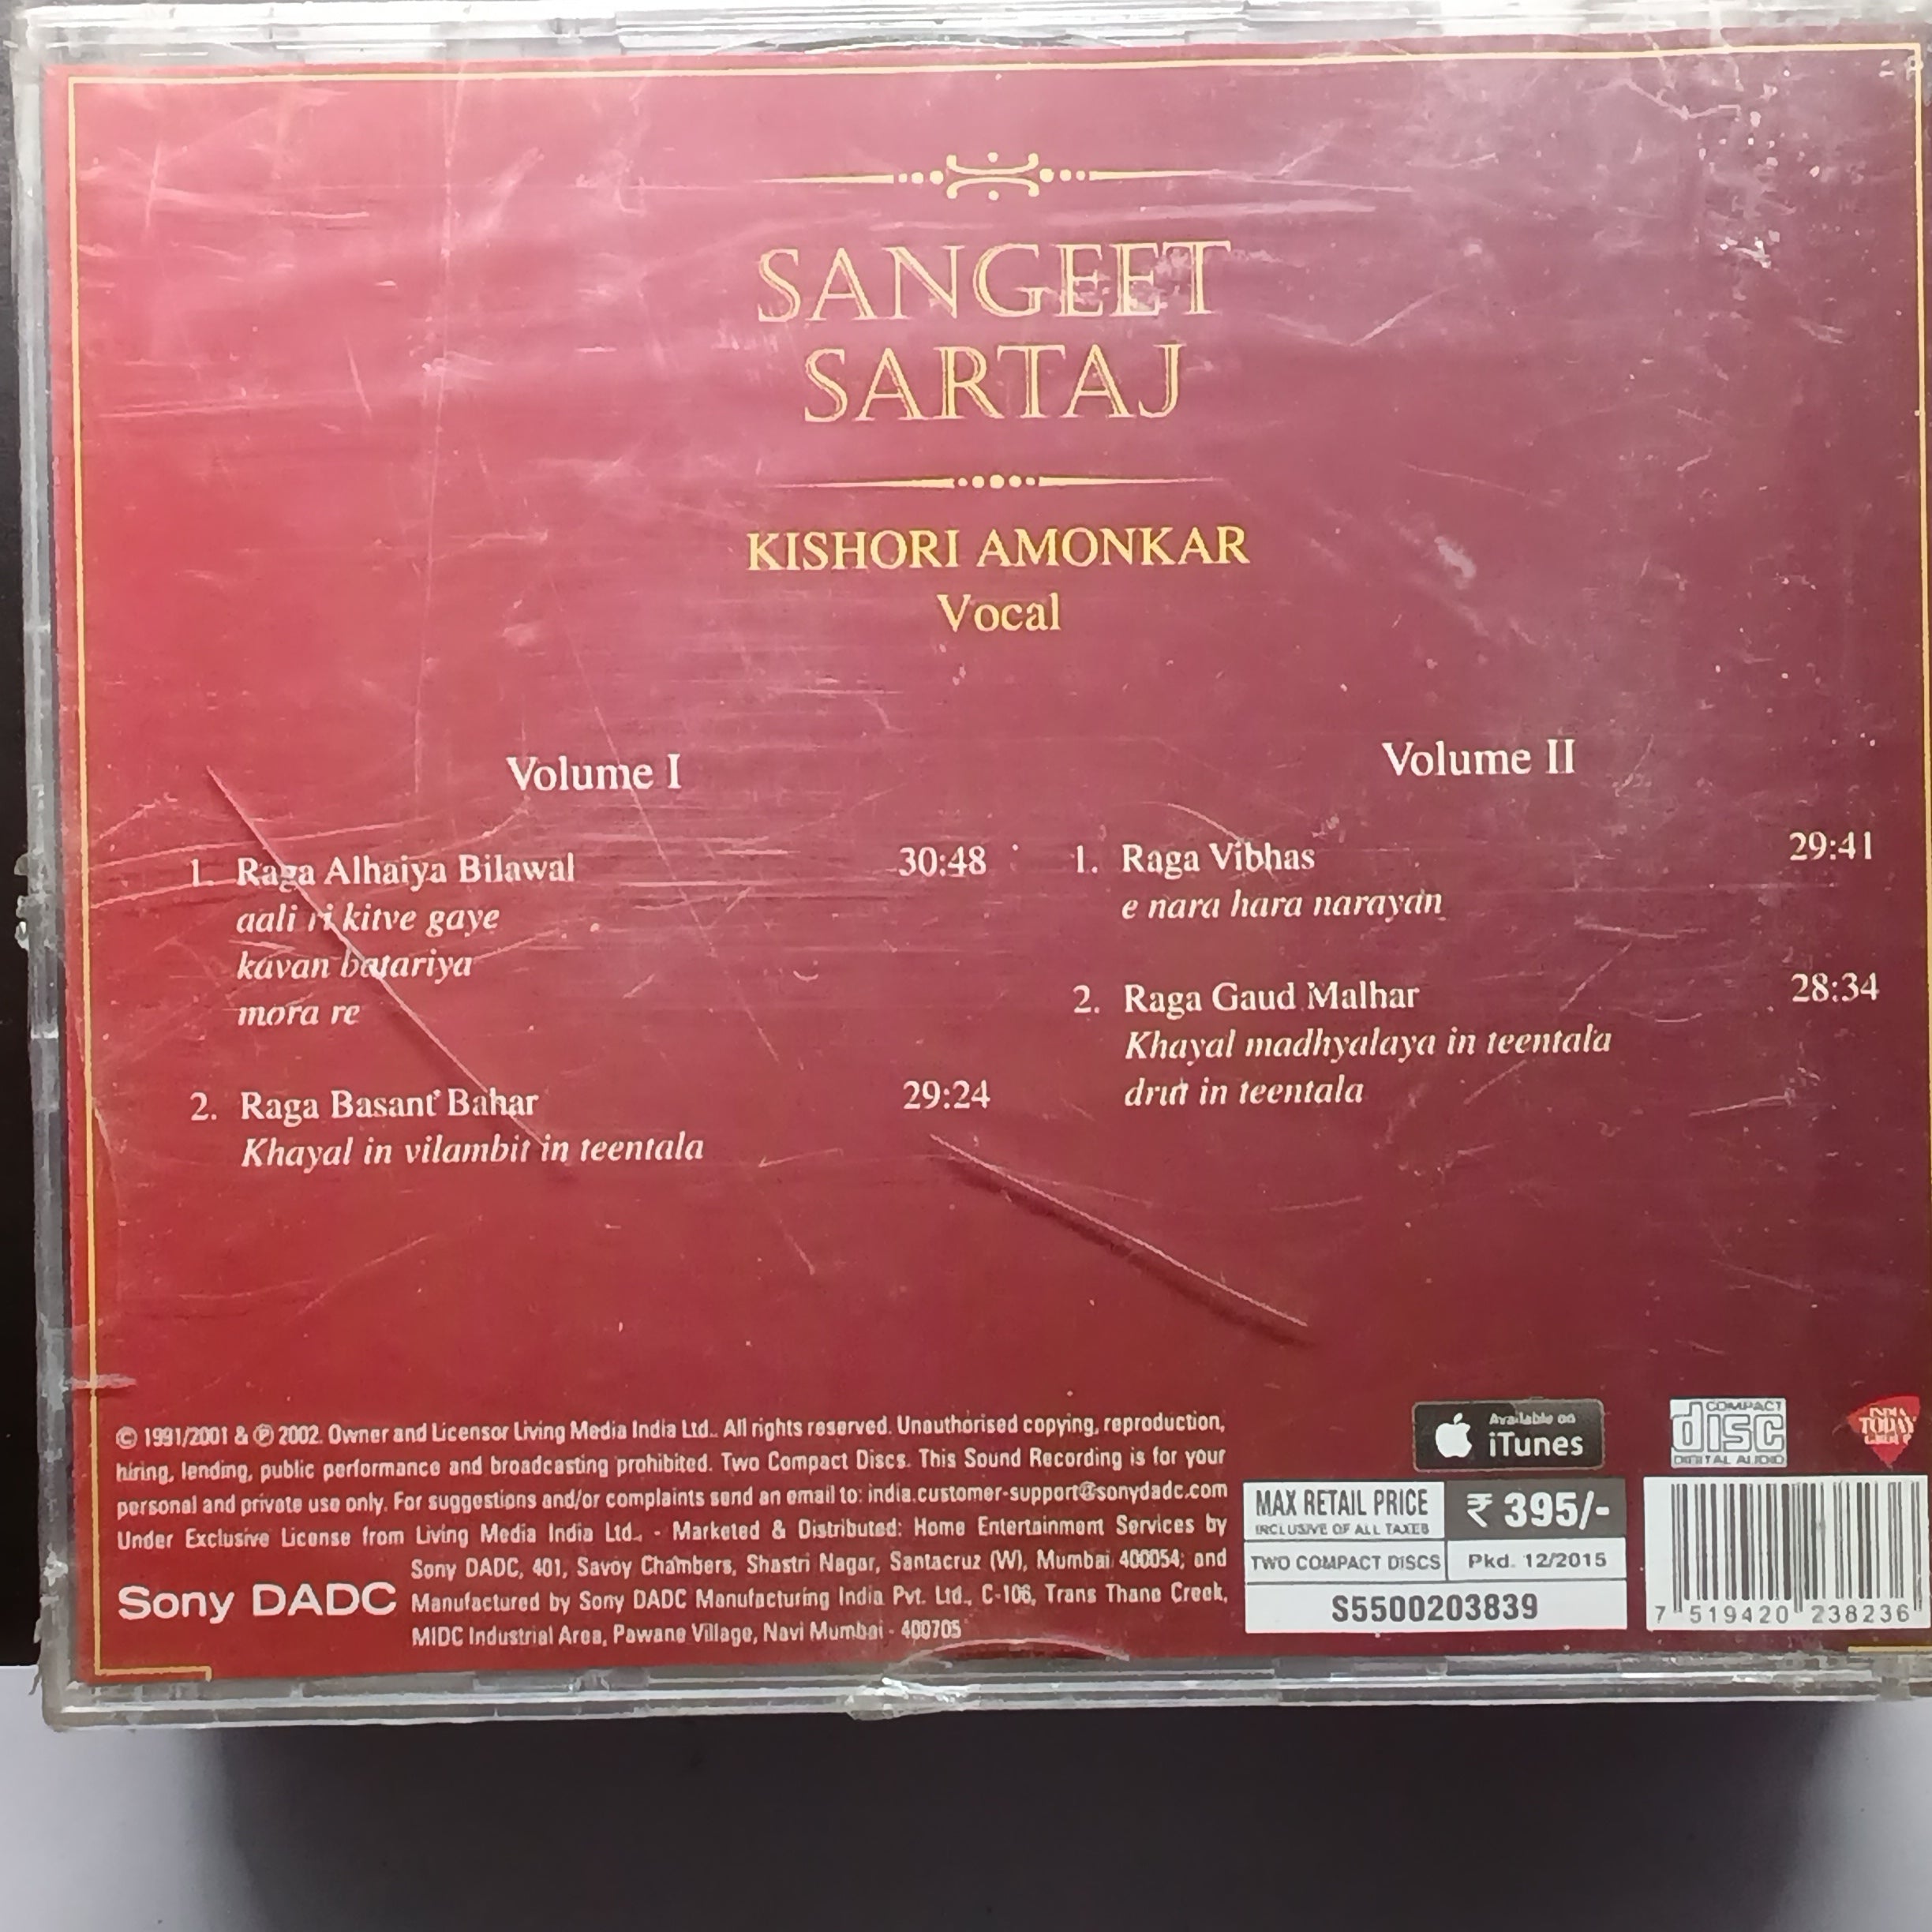 SANGEET
SARTAJ
KISHORI AMONKAR
Vocal
Volume I
1. Raga Alhaiya Bilawal 30:48
aali ri kitve gaye
kavan batariya
mora re
2. Raga Basant Bahar 29:24
Khayal in vilambit in teentala
Volume II
1. Raga Vibhas 29:41
e nara hara narayan
2. Raga Gaud Malhar 28:34
Khayal madhyalaya in teentala
drut in teentala
© 1991/2001 & ℗ 2002. Owner and Licensor Living Media India Ltd.. All rights reserved. Unauthorised copying, reproduction,
hiring, lending, public performance and broadcasting prohibited. Two Compact Discs. This Sound Recording is for your
personal and private use only. For suggestions and/or complaints send an email to: india.customer-support@sonydadc.com
Under Exclusive License from Living Media India Ltd.. - Marketed & Distributed: Home Entertainment Services by
Sony DADC, 401, Savoy Chambers, Shastri Nagar, Santacruz (W), Mumbai 400054; and
Manufactured by Sony DADC Manufacturing India Pvt. Ltd., C-106, Trans Thane Creek,
MIDC Industrial Area, Pawane Village, Navi Mumbai - 400705
Sony DADC
Available on
iTunes
COMPACT
disc
DIGITAL AUDIO
INDIA
TODAY
GROUP
MAX RETAIL PRICE ₹ 395/-
INCLUSIVE OF ALL TAXES
TWO COMPACT DISCS Pkd. 12/2015
S5500203839
7 519420 238236